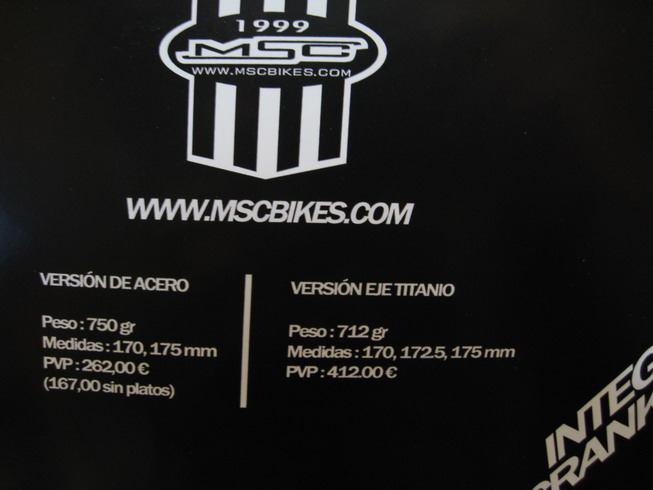 1999
MSC
WWW.MSCBIKES.COM
WWW.MSCBIKES.COM
VERSIÓN DE ACERO
Peso : 750 gr
Medidas : 170, 175 mm
PVP : 262,00 €
(167,00 sin platos)
VERSIÓN EJE TITANIO
Peso : 712 gr
Medidas : 170, 172.5, 175 mm
PVP : 412.00 €
INTEG
CRANK